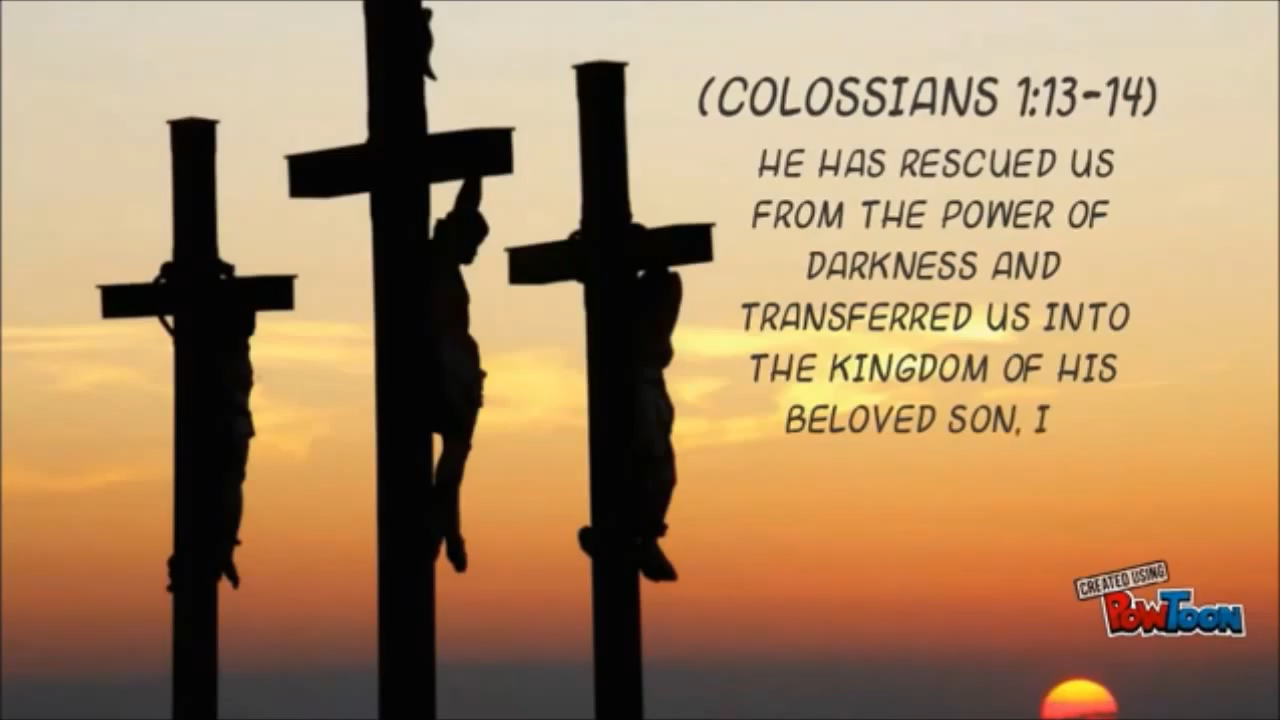 (COLOSSIANS 1:13-14)
HE HAS RESCUED US
FROM THE POWER OF
DARKNESS AND
TRANSFERRED US INTO
THE KINGDOM OF HIS
BELOVED SON, I
CREATED USING
POWTOON